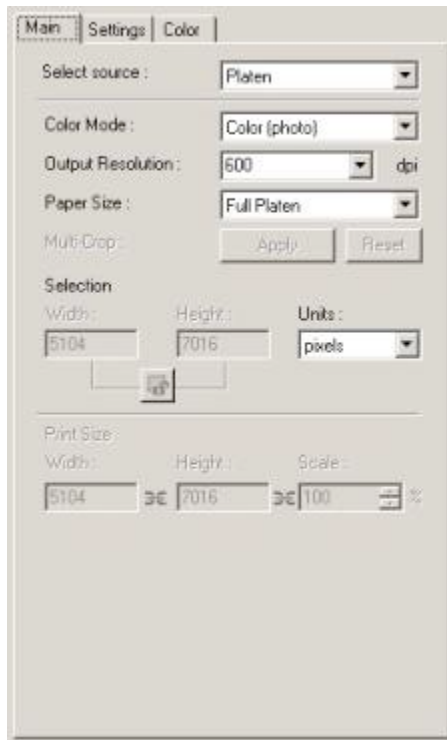 Main Settings Color
Select source : Platen
Color Mode : Color (photo)
Output Resolution : 600 dpi
Paper Size : Full Platen
Multi-Crop : Apply Reset
Selection
Width : Height : Units :
5104 7016 pixels
Print Size
Width : Height : Scale :
5104 7016 100 %